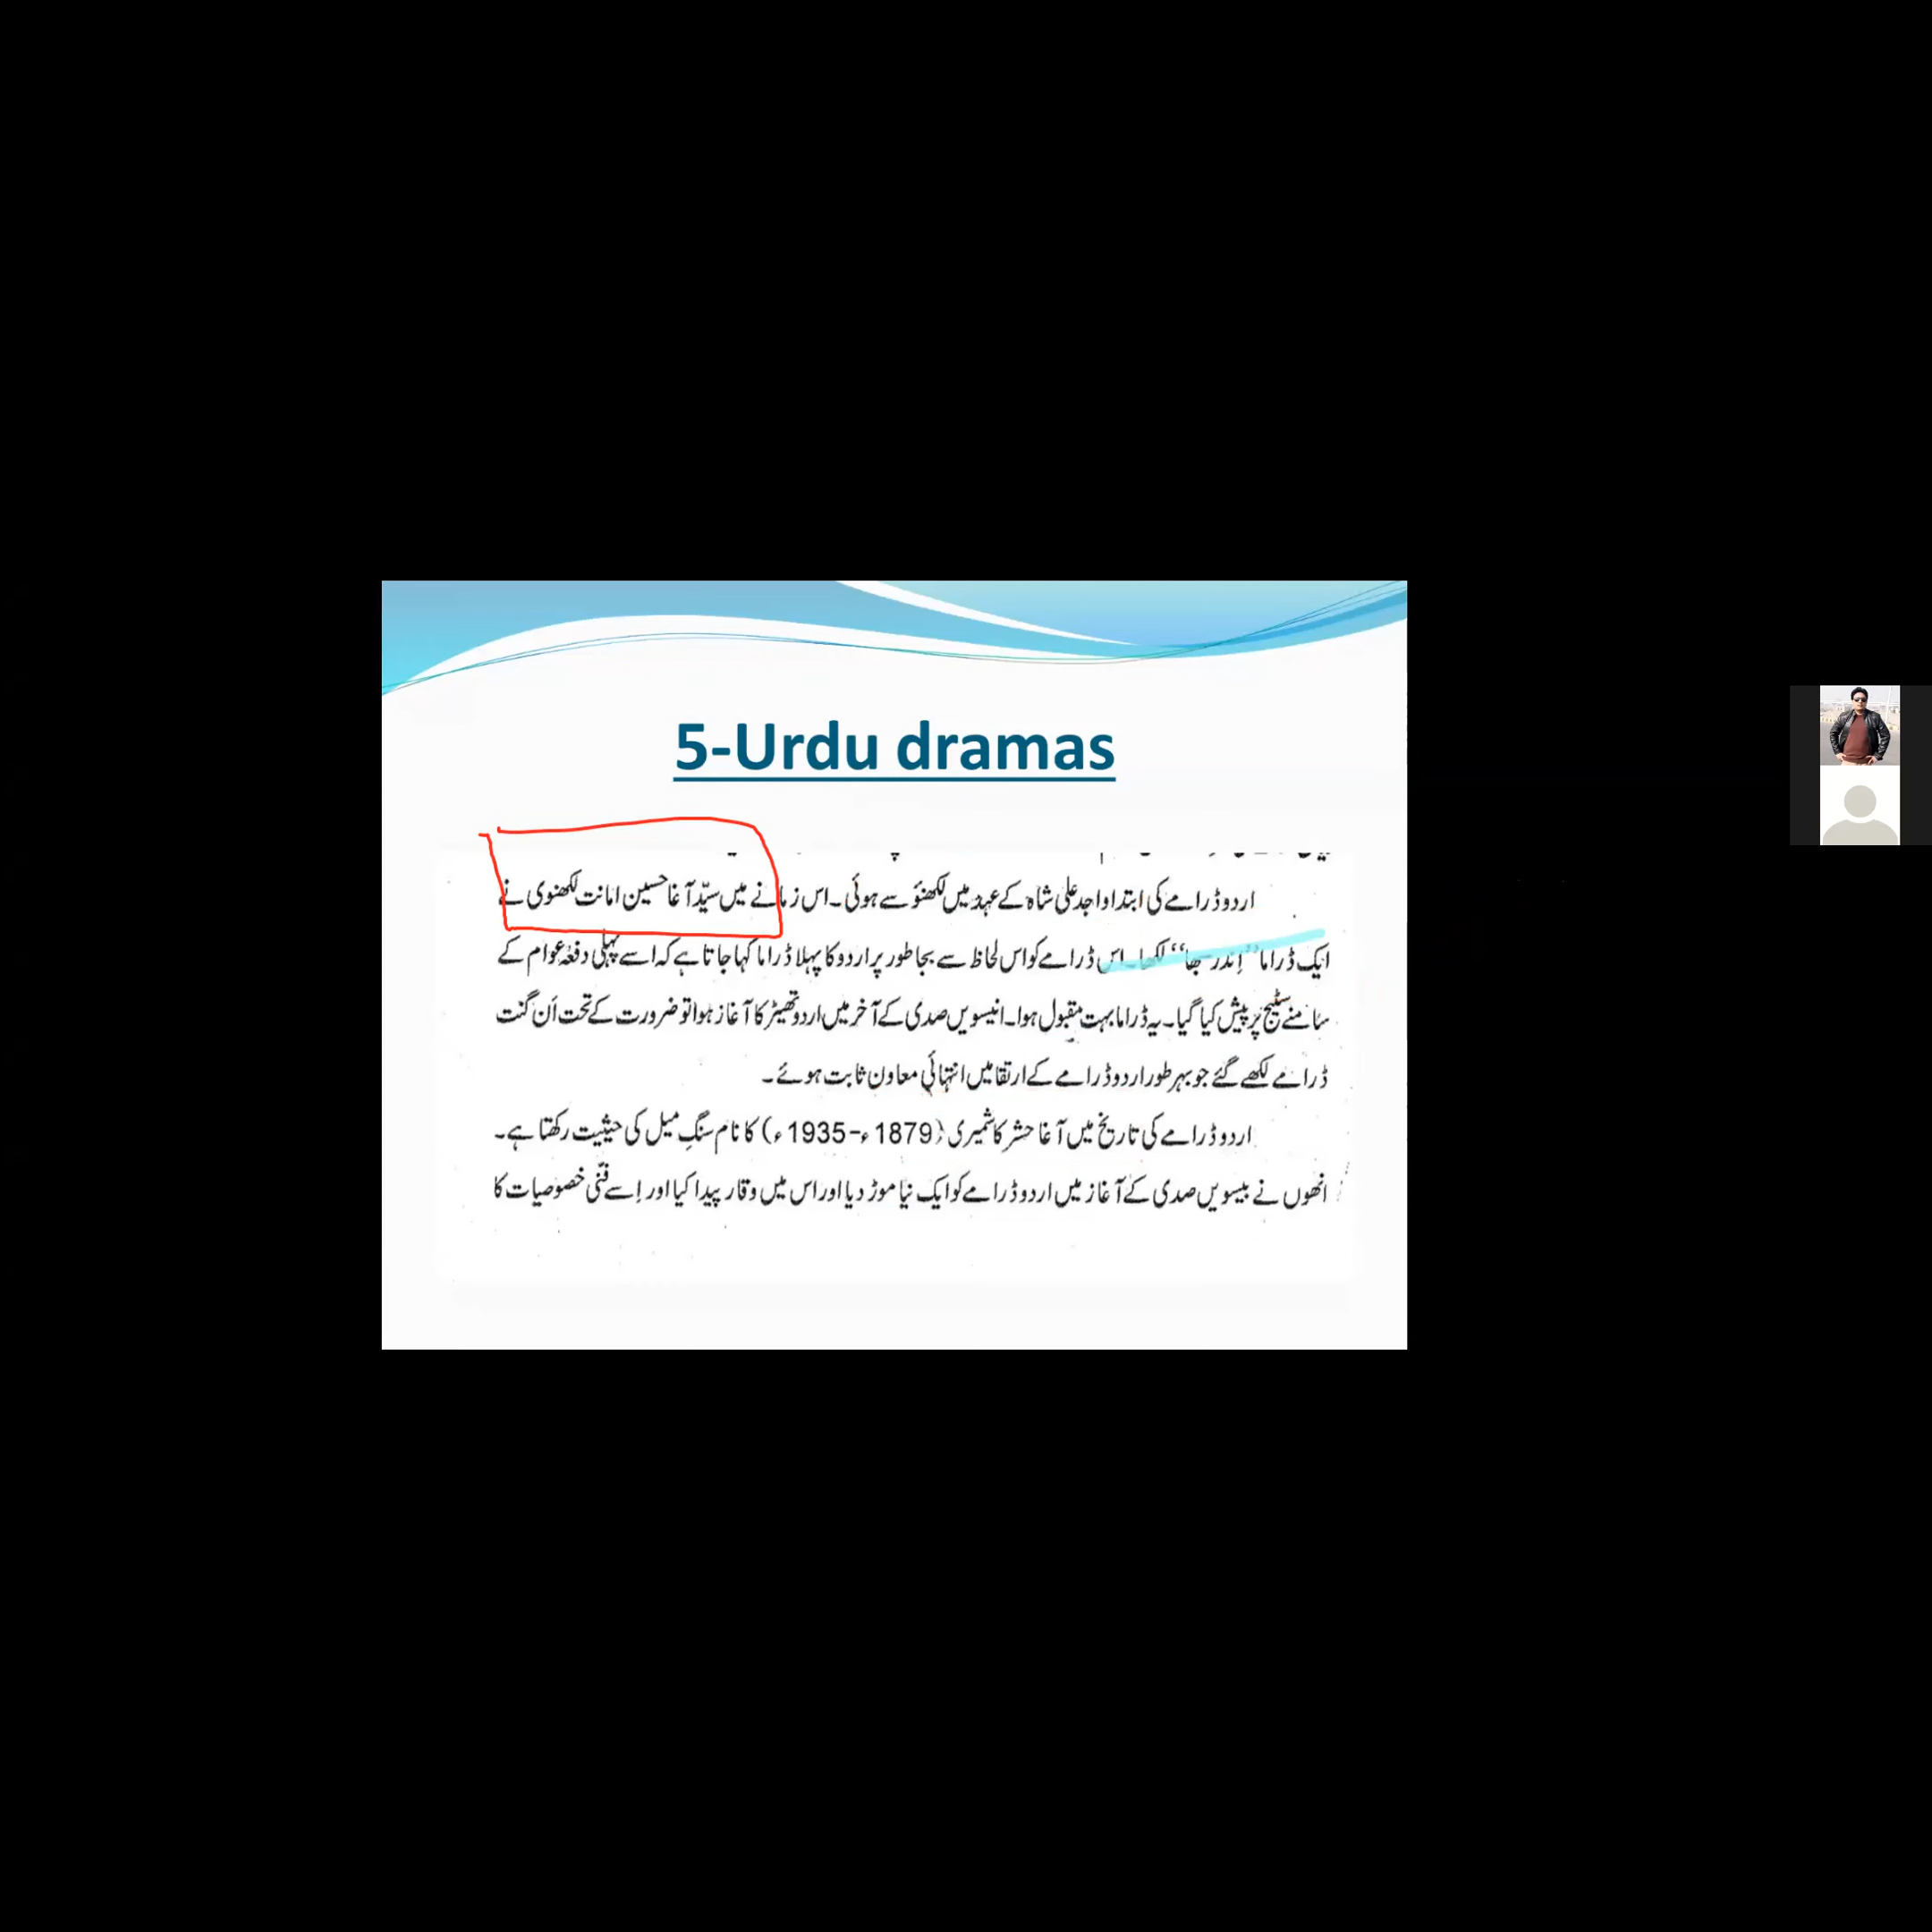 5-Urdu dramas
اردو ڈرامے کی ابتدا واجد علی شاہ کے عہد میں لکھنؤ سے ہوئی۔ اس زمانے میں سیّد آغا حسین امانت لکھنوی نے
ایک ڈراما ’’اِندر سبھا‘‘ لکھا۔ اس ڈرامے کو اس لحاظ سے بجا طور پر اردو کا پہلا ڈراما کہا جاتا ہے کہ اسے پہلی دفعہ عوام کے
سامنے سٹیج پر پیش کیا گیا۔ یہ ڈراما بہت مقبول ہوا۔ انیسویں صدی کے آخر میں اردو تھیڑ کا آغاز ہوا تو ضرورت کے تحت اَن گنت
ڈرامے لکھے گئے جو بہر طور اردو ڈرامے کے ارتقا میں انتہائی معاون ثابت ہوئے۔
اردو ڈرامے کی تاریخ میں آغا حشر کاشمیری (1879ء-1935ء) کا نام سنگِ میل کی حیثیت رکھتا ہے۔
انھوں نے بیسویں صدی کے آغاز میں اردو ڈرامے کو ایک نیا موڑ دیا اور اس میں وقار پیدا کیا اور اِسے فنّی خصوصیات کا